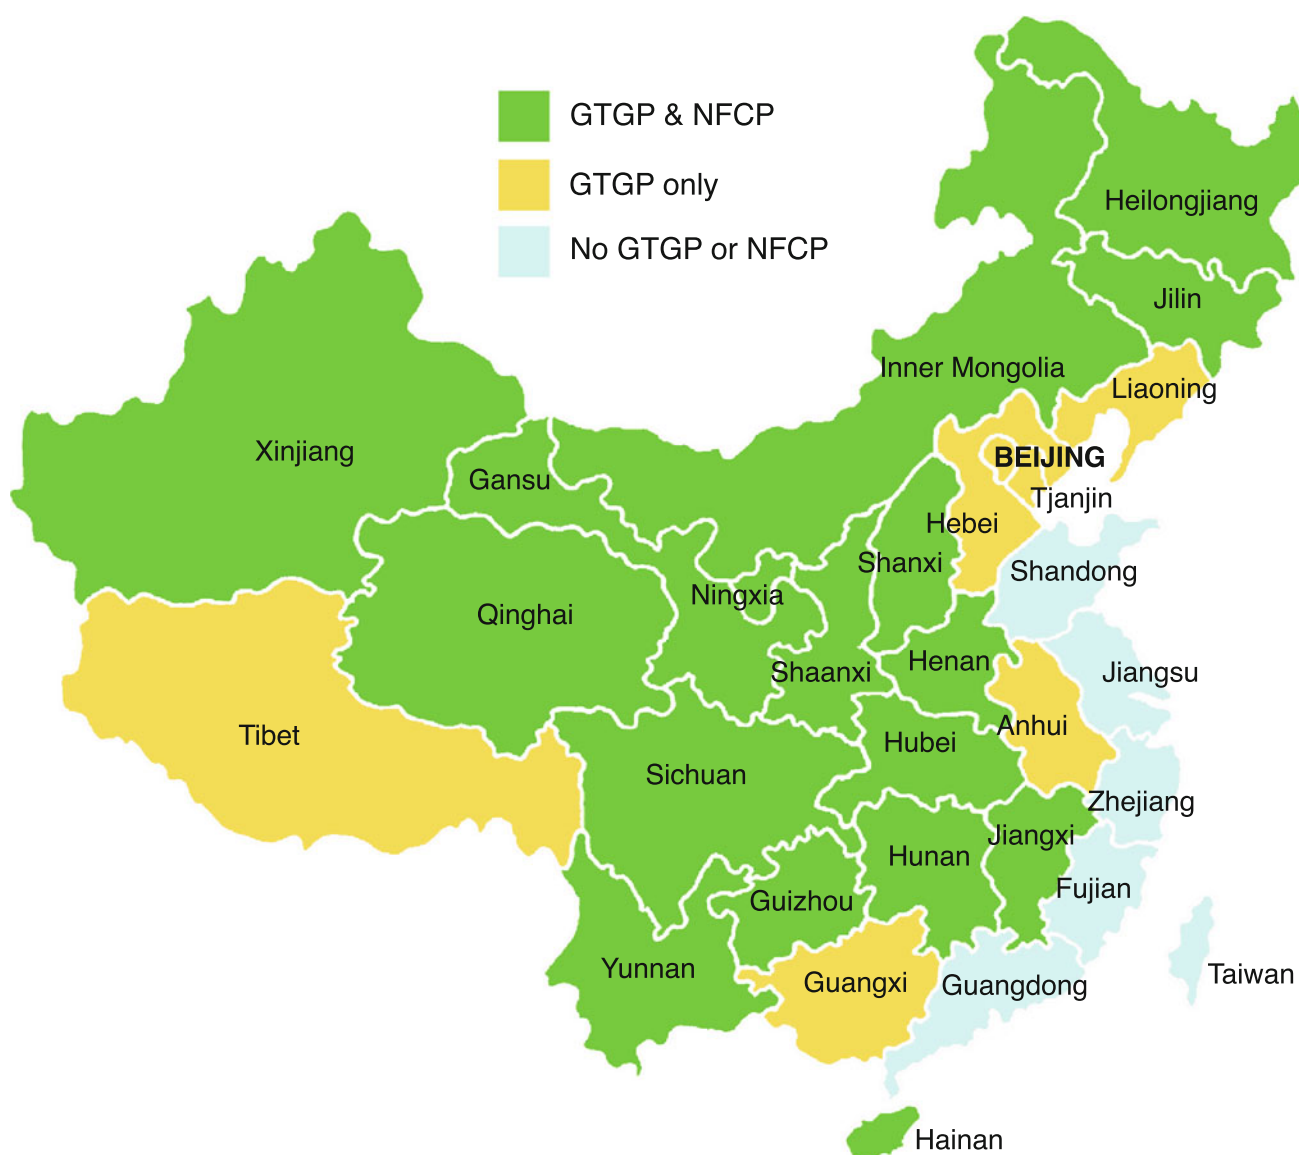 GTGP & NFCP
GTGP only
No GTGP or NFCP
Heilongjiang
Jilin
Inner Mongolia
Liaoning
Xinjiang
BEIJING
Gansu
Tjanjin
Hebei
Shanxi
Shandong
Ningxia
Qinghai
Henan
Shaanxi
Jiangsu
Anhui
Tibet
Hubei
Sichuan
Zhejiang
Jiangxi
Hunan
Fujian
Guizhou
Yunnan
Taiwan
Guangxi
Guangdong
Hainan